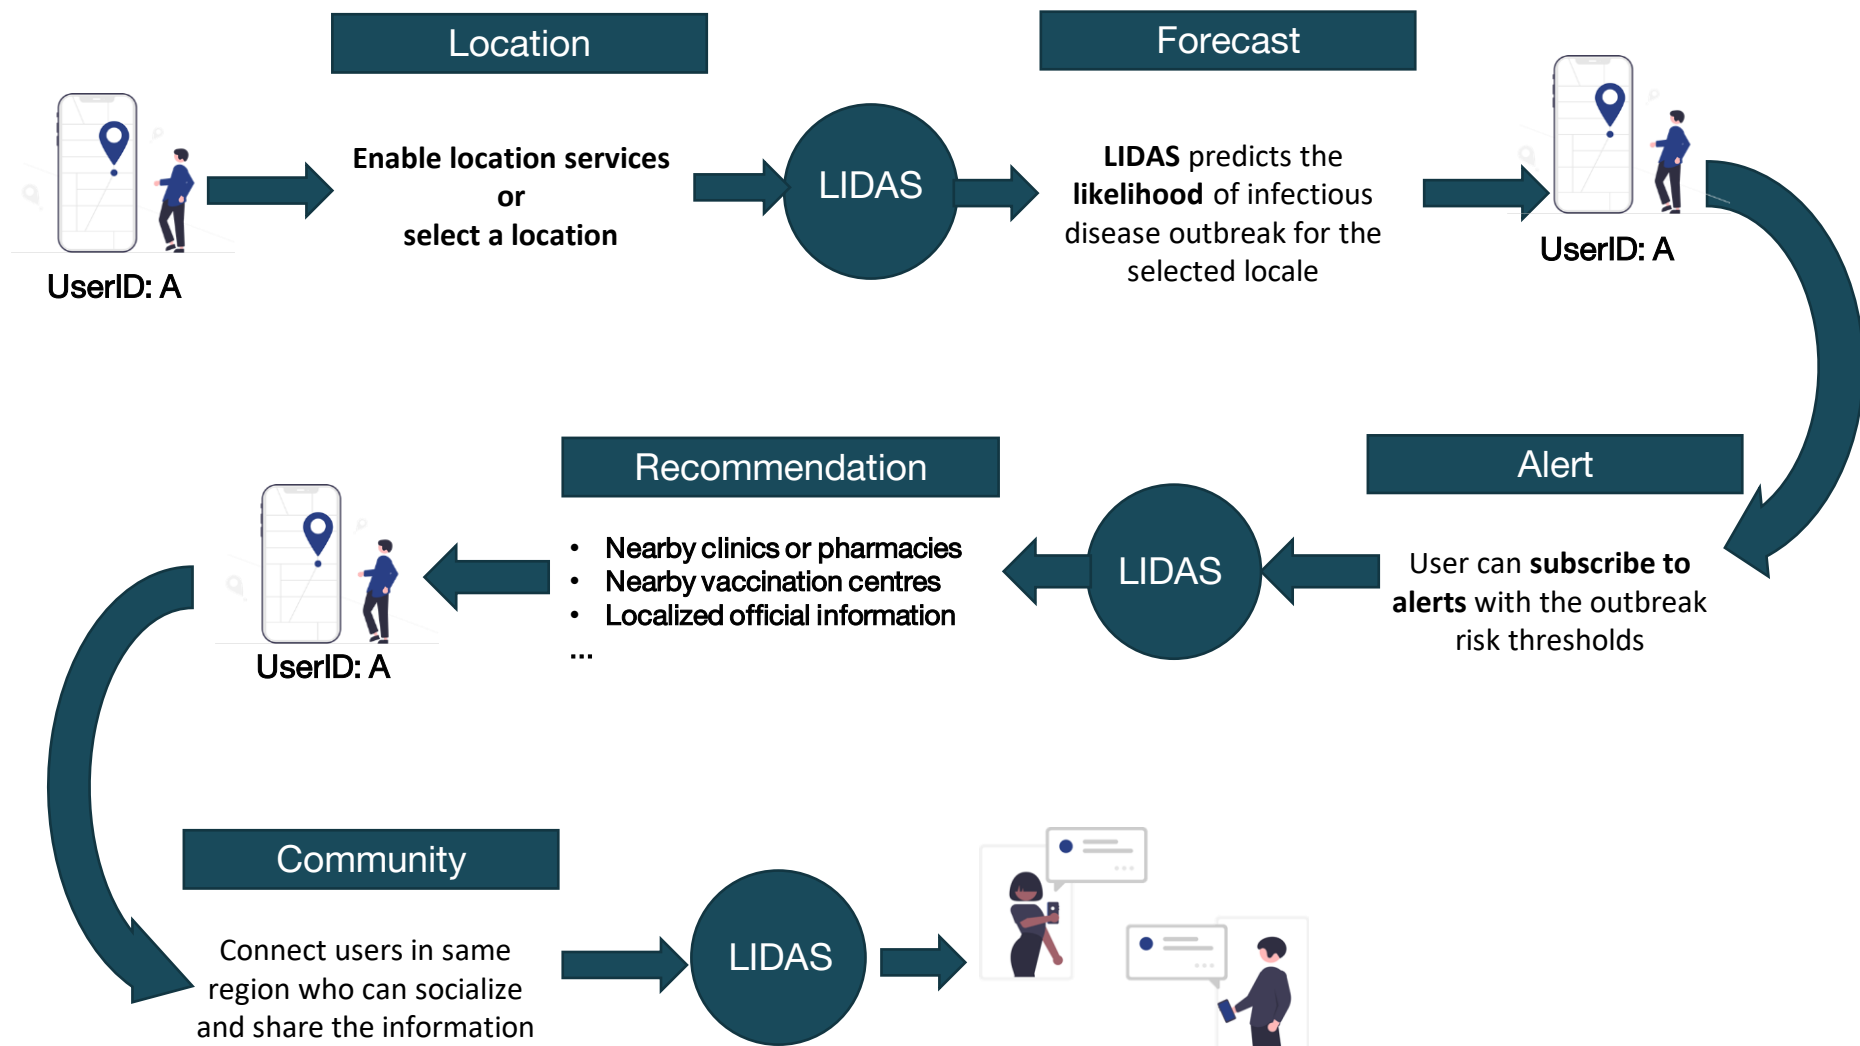 Location
Forecast
Enable location services
or
select a location
LIDAS
LIDAS predicts the
likelihood of infectious
disease outbreak for the
selected locale
UserID: A
UserID: A
Recommendation
Alert
• Nearby clinics or pharmacies
• Nearby vaccination centres
• Localized official information
...
LIDAS
User can subscribe to
alerts with the outbreak
risk thresholds
UserID: A
Community
Connect users in same
region who can socialize
and share the information
LIDAS